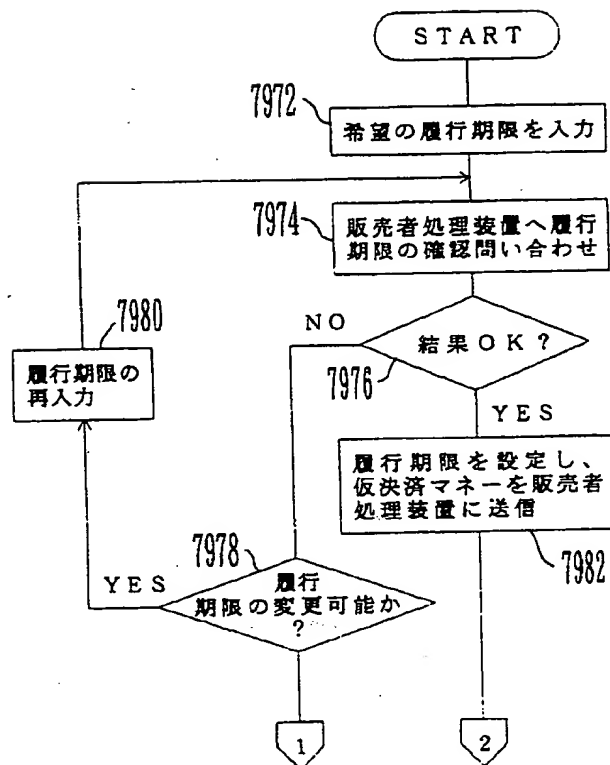 START
7972
希望の履行期限を入力
7974
販売者処理装置へ履行
期限の確認問い合わせ
7980
履行期限の
再入力
NO
結果OK?
7976
YES
履行期限を設定し、
仮決済マネーを販売者
処理装置に送信
7982
7978
YES
履行
期限の変更可能か
?
1
2